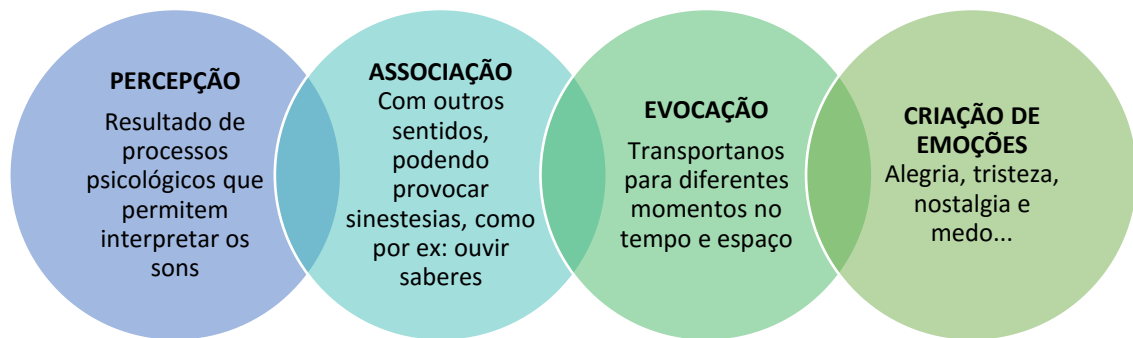 PERCEPÇÃO
Resultado de
processos
psicológicos que
permitem
interpretar os
sons
ASSOCIAÇÃO
Com outros
sentidos,
podendo
provocar
sinestesias, como
por ex: ouvir
saberes
EVOCAÇÃO
Transportanos
para diferentes
momentos no
tempo e espaço
CRIAÇÃO DE
EMOÇÕES
Alegria, tristeza,
nostalgia e
medo...